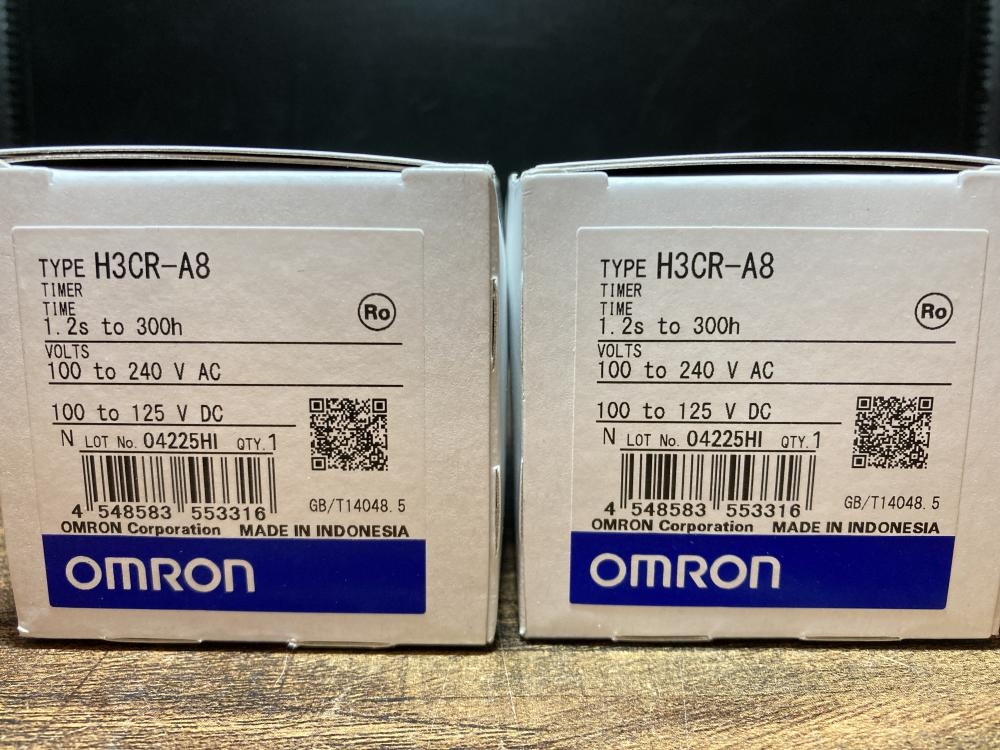 TYPE H3CR-A8
TIMER
TIME
1.2s to 300h
Ro
VOLTS
100 to 240 V AC
100 to 125 V DC
N LOT No. 04225HI QTY. 1
4 548583 553316
GB/T14048.5
OMRON Corporation MADE IN INDONESIA
OMRON
TYPE H3CR-A8
TIMER
TIME
1.2s to 300h
Ro
VOLTS
100 to 240 V AC
100 to 125 V DC
N LOT No. 04225HI QTY. 1
4 548583 553316
GB/T14048.5
OMRON Corporation MADE IN INDONESIA
OMRON